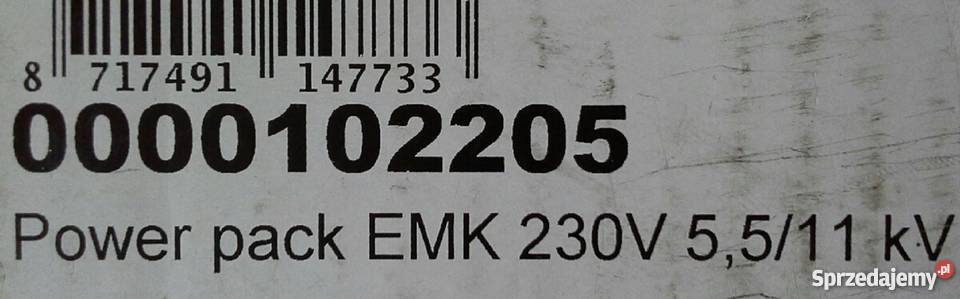 8 717491 147733
0000102205
Power pack EMK 230V 5,5/11 kV
Sprzedajemy.pl